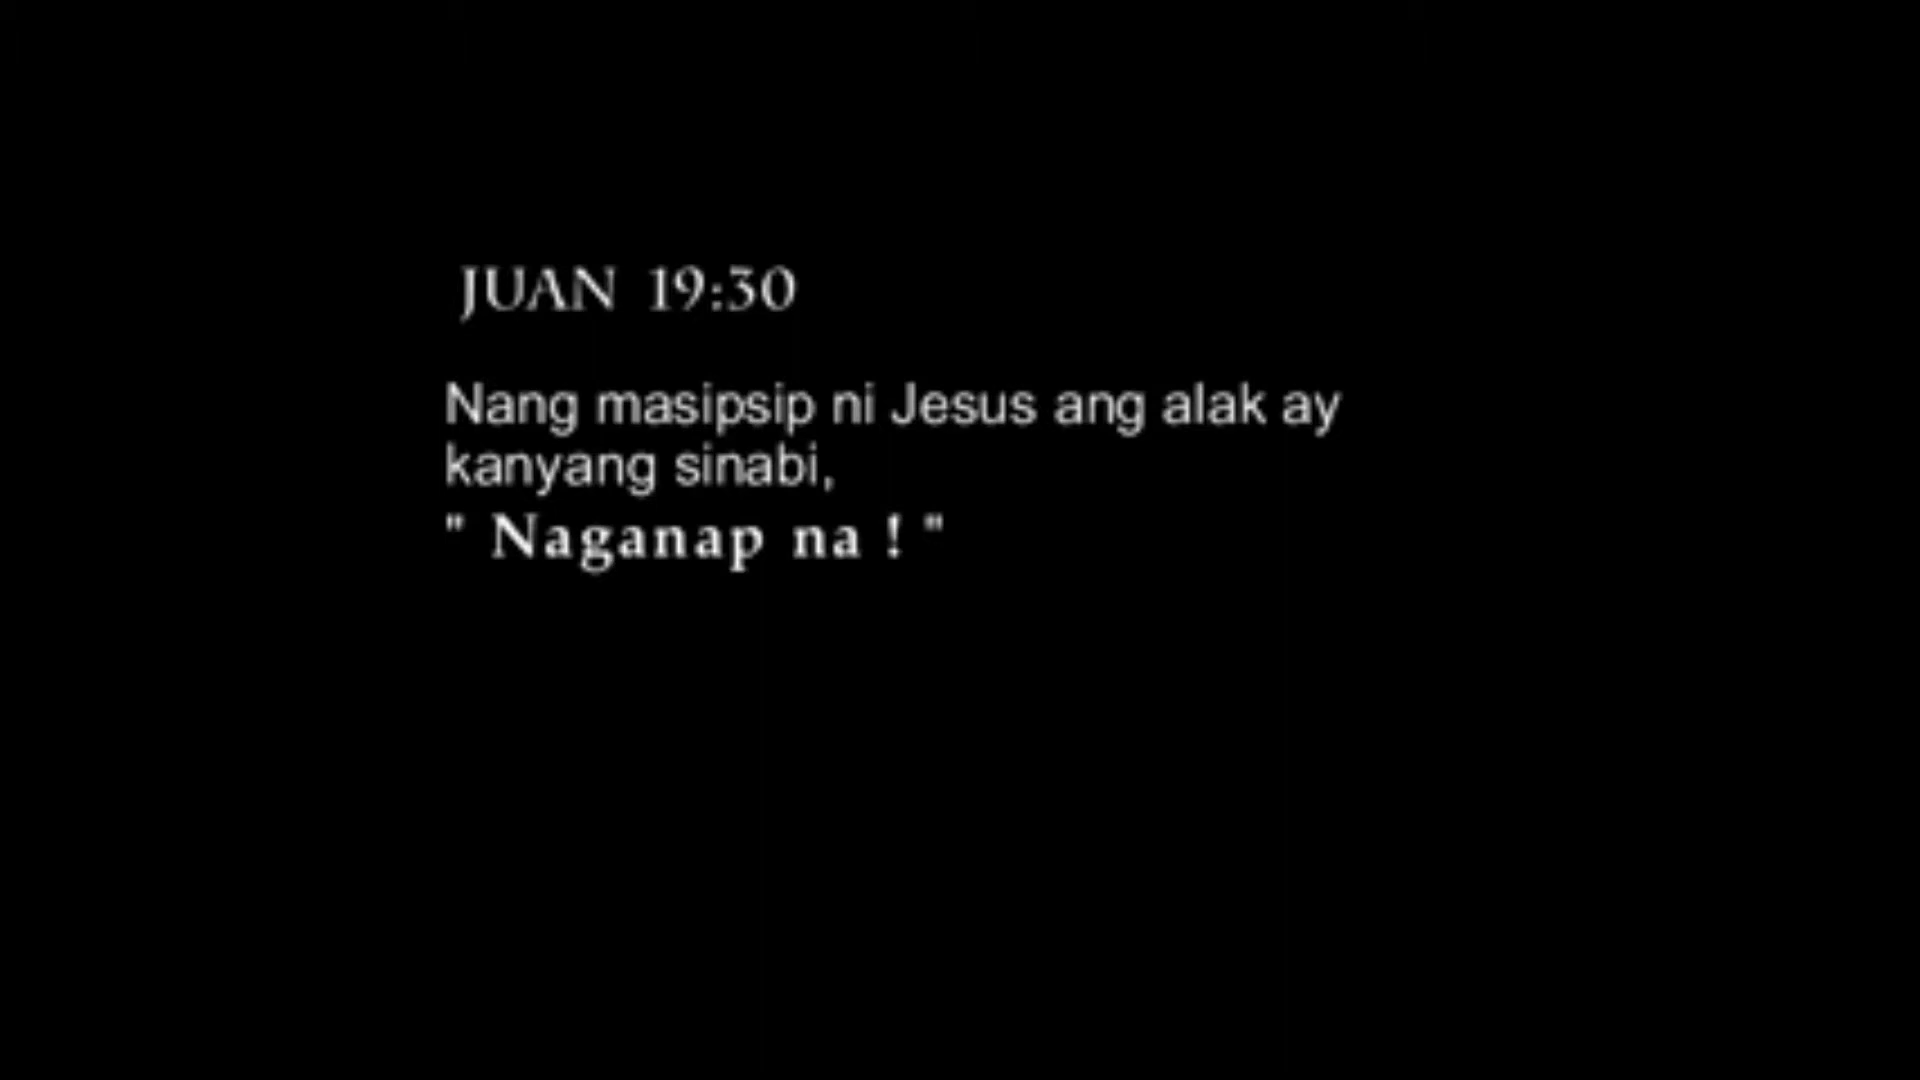 JUAN 19:30
Nang masipsip ni Jesus ang alak ay
kanyang sinabi,
" Naganap na ! "